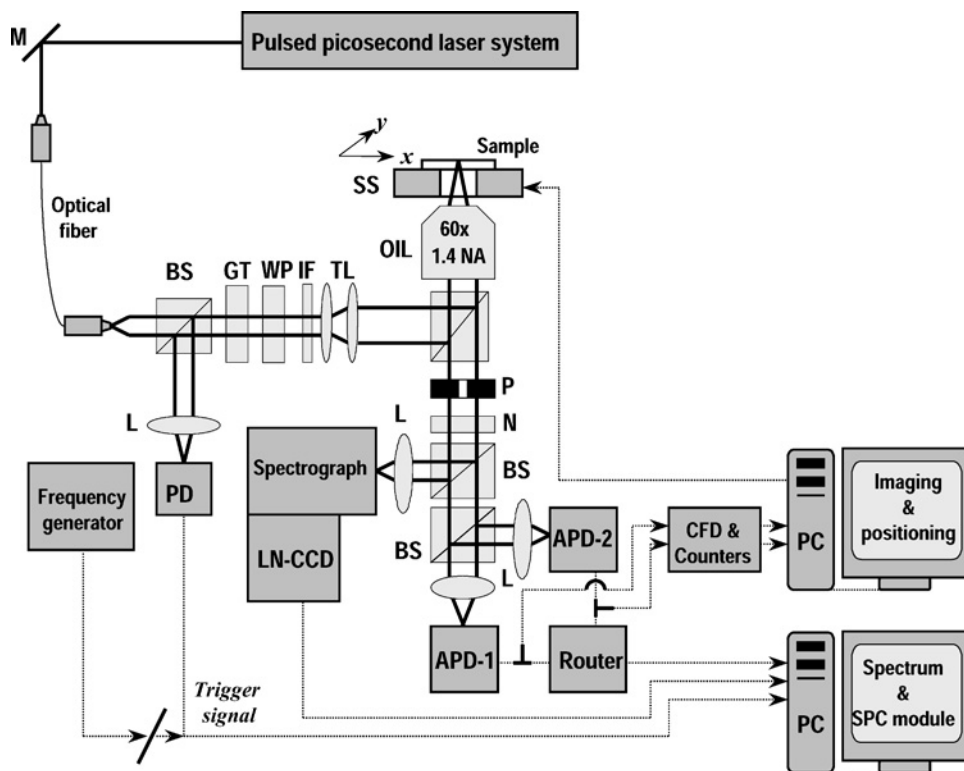 M
Pulsed picosecond laser system
y
x
Sample
SS
Optical
fiber
60x
1.4 NA
OIL
BS
GT
WP
IF
TL
P
L
N
L
Spectrograph
BS
Frequency
generator
PD
LN-CCD
BS
APD-2
L
CFD &
Counters
PC
Imaging
&
positioning
APD-1
Router
Trigger
signal
PC
Spectrum
&
SPC module